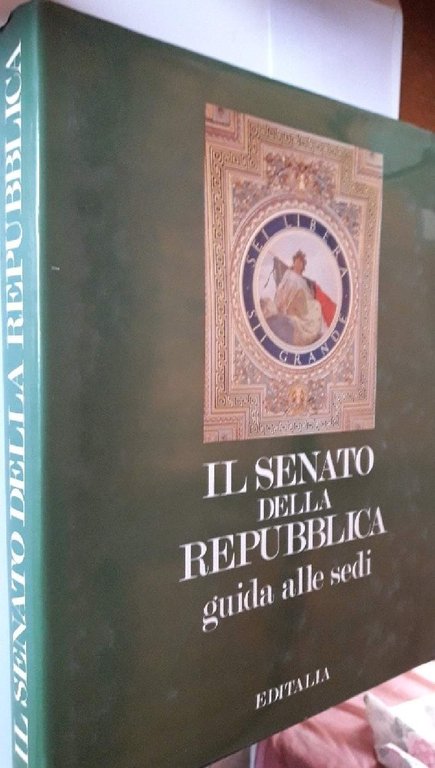 IL SENATO DELLA REPUBBLICA
SEI LIBERA
SII GRANDE
IL SENATO
DELLA
REPUBBLICA
guida alle sedi
EDITALIA